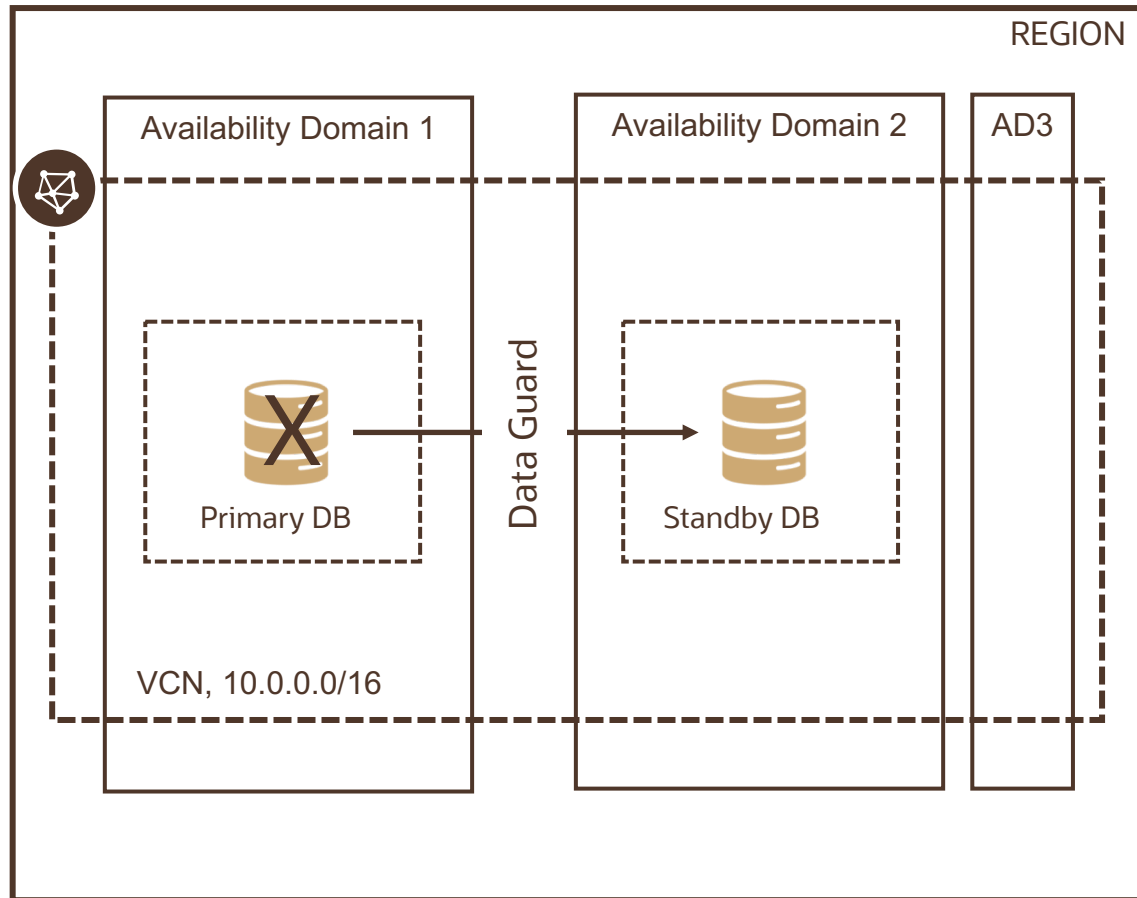 REGION
Availability Domain 1
Availability Domain 2
AD3
X
Primary DB
Data Guard
Standby DB
VCN, 10.0.0.0/16